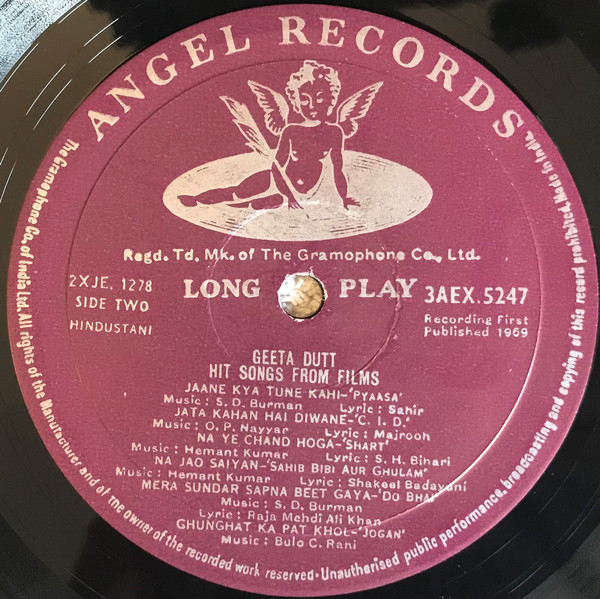 ANGEL RECORDS
Regd. Td. Mk. of The Gramophone Co., Ltd.
2XJE. 1278
SIDE TWO
HINDUSTANI
LONG PLAY
3AEX.5247
Recording First
Published 1969
GEETA DUTT
HIT SONGS FROM FILMS
JAANE KYA TUNE KAHI-'PYAASA'
Music: S. D. Burman Lyric: Sahir
JATA KAHAN HAI DIWANE-'C. I. D.'
Music: O. P. Nayyar Lyric: Majrooh
NA YE CHAND HOGA-'SHART'
Music: Hemant Kumar Lyric: S. H. Bihari
NA JAO SAIYAN-'SAHIB BIBI AUR GHULAM'
Music: Hemant Kumar Lyric: Shakeel Badayuni
MERA SUNDAR SAPNA BEET GAYA-'DO BHAI'
Music: S. D. Burman
Lyric: Raja Mehdi Ali Khan
GHUNGHAT KA PAT KHOL-'JOGAN'
Music: Bulo C. Rani
The Gramophone Co. of India Ltd. All rights of the Manufacturer and of the owner of the recorded work reserved·Unauthorised public performance, broadcasting and copying of this record prohibited. Made in India.